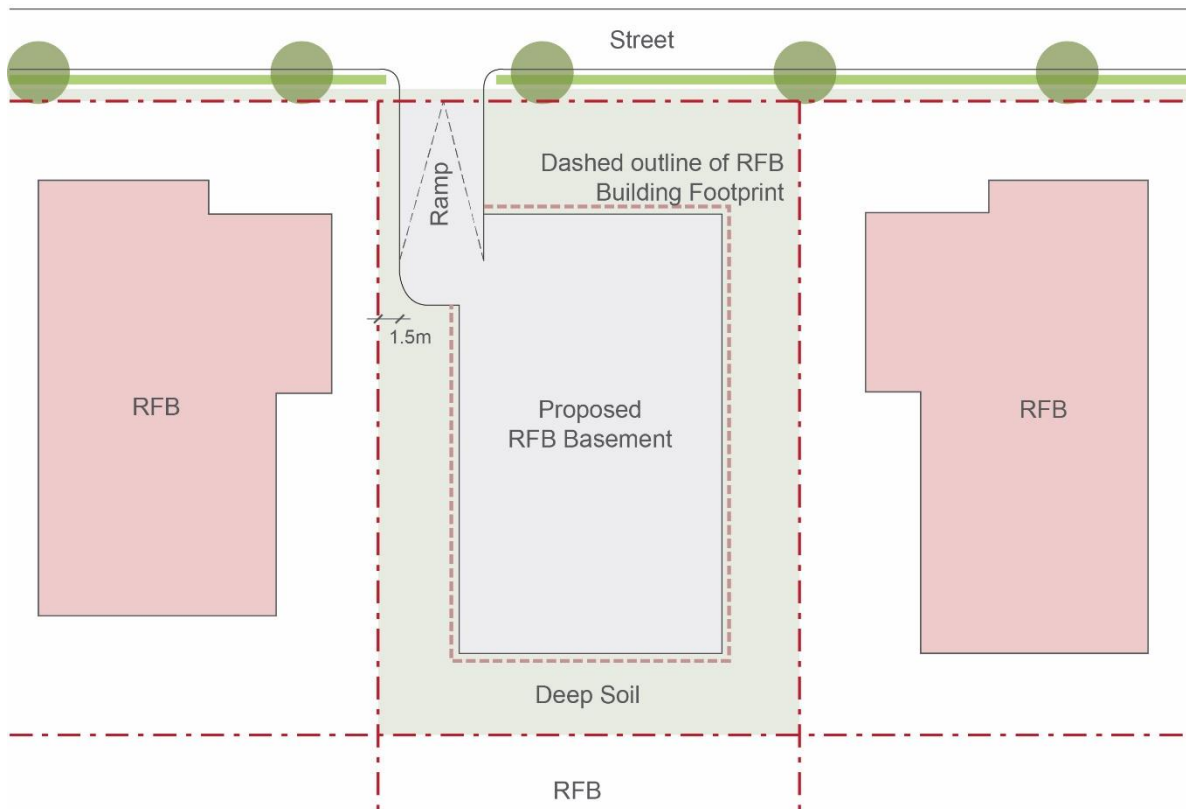 Street
Dashed outline of RFB
Building Footprint
Ramp
1.5m
RFB
Proposed
RFB Basement
RFB
Deep Soil
RFB